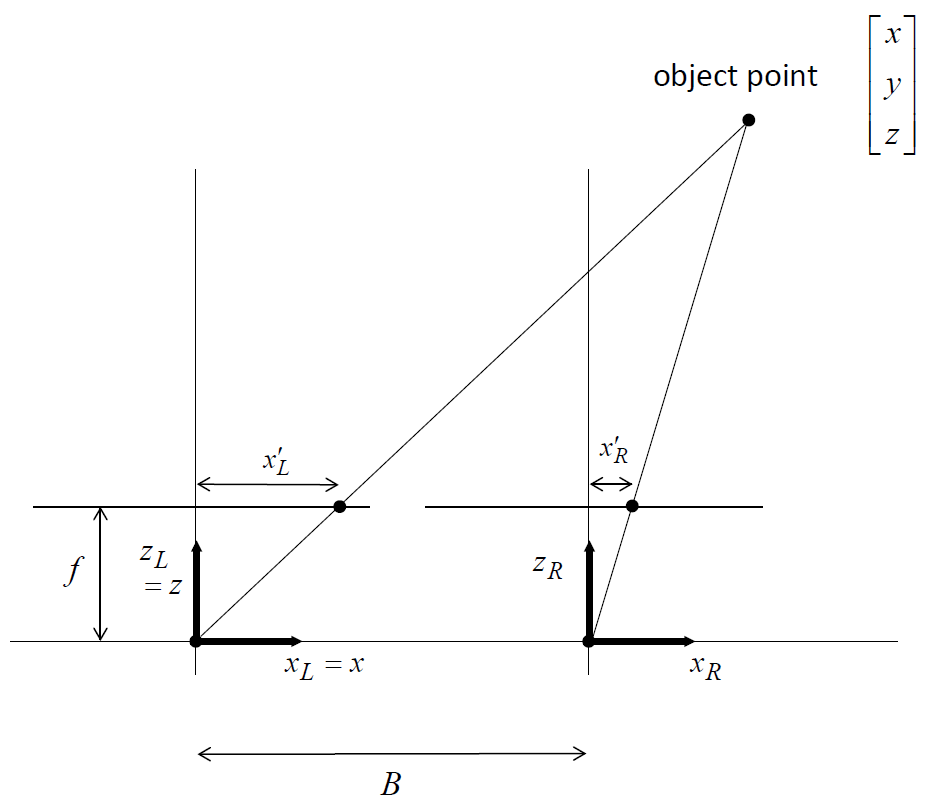 x
object point
y
z
x′L
x′R
zL
= z
f
zR
xL = x
xR
B